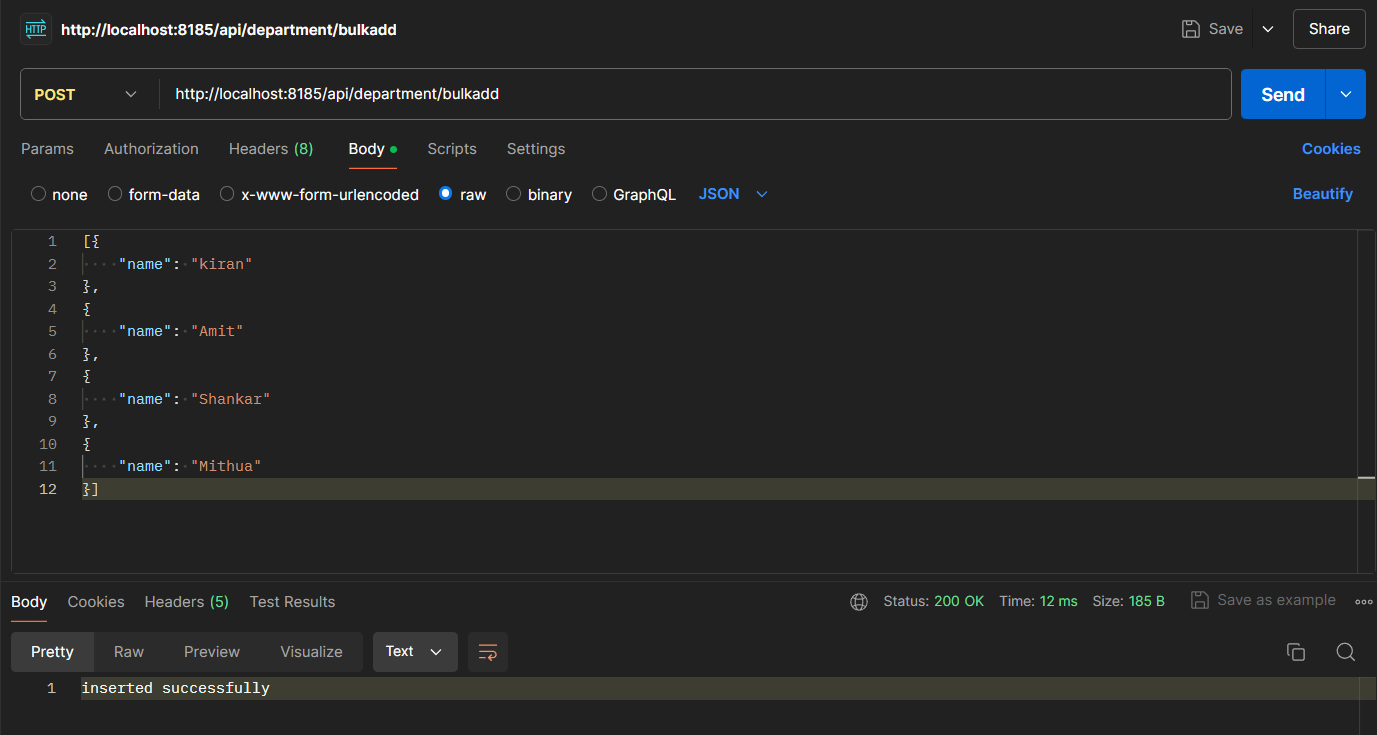 HTTP http://localhost:8185/api/department/bulkadd Save Share
POST http://localhost:8185/api/department/bulkadd Send
Params Authorization Headers (8) Body Scripts Settings Cookies
none form-data x-www-form-urlencoded raw binary GraphQL JSON Beautify
1 [{
2 "name": "kiran"
3 },
4 {
5 "name": "Amit"
6 },
7 {
8 "name": "Shankar"
9 },
10 {
11 "name": "Mithua"
12 }]
Body Cookies Headers (5) Test Results Status: 200 OK Time: 12 ms Size: 185 B Save as example
Pretty Raw Preview Visualize Text
1 inserted successfully